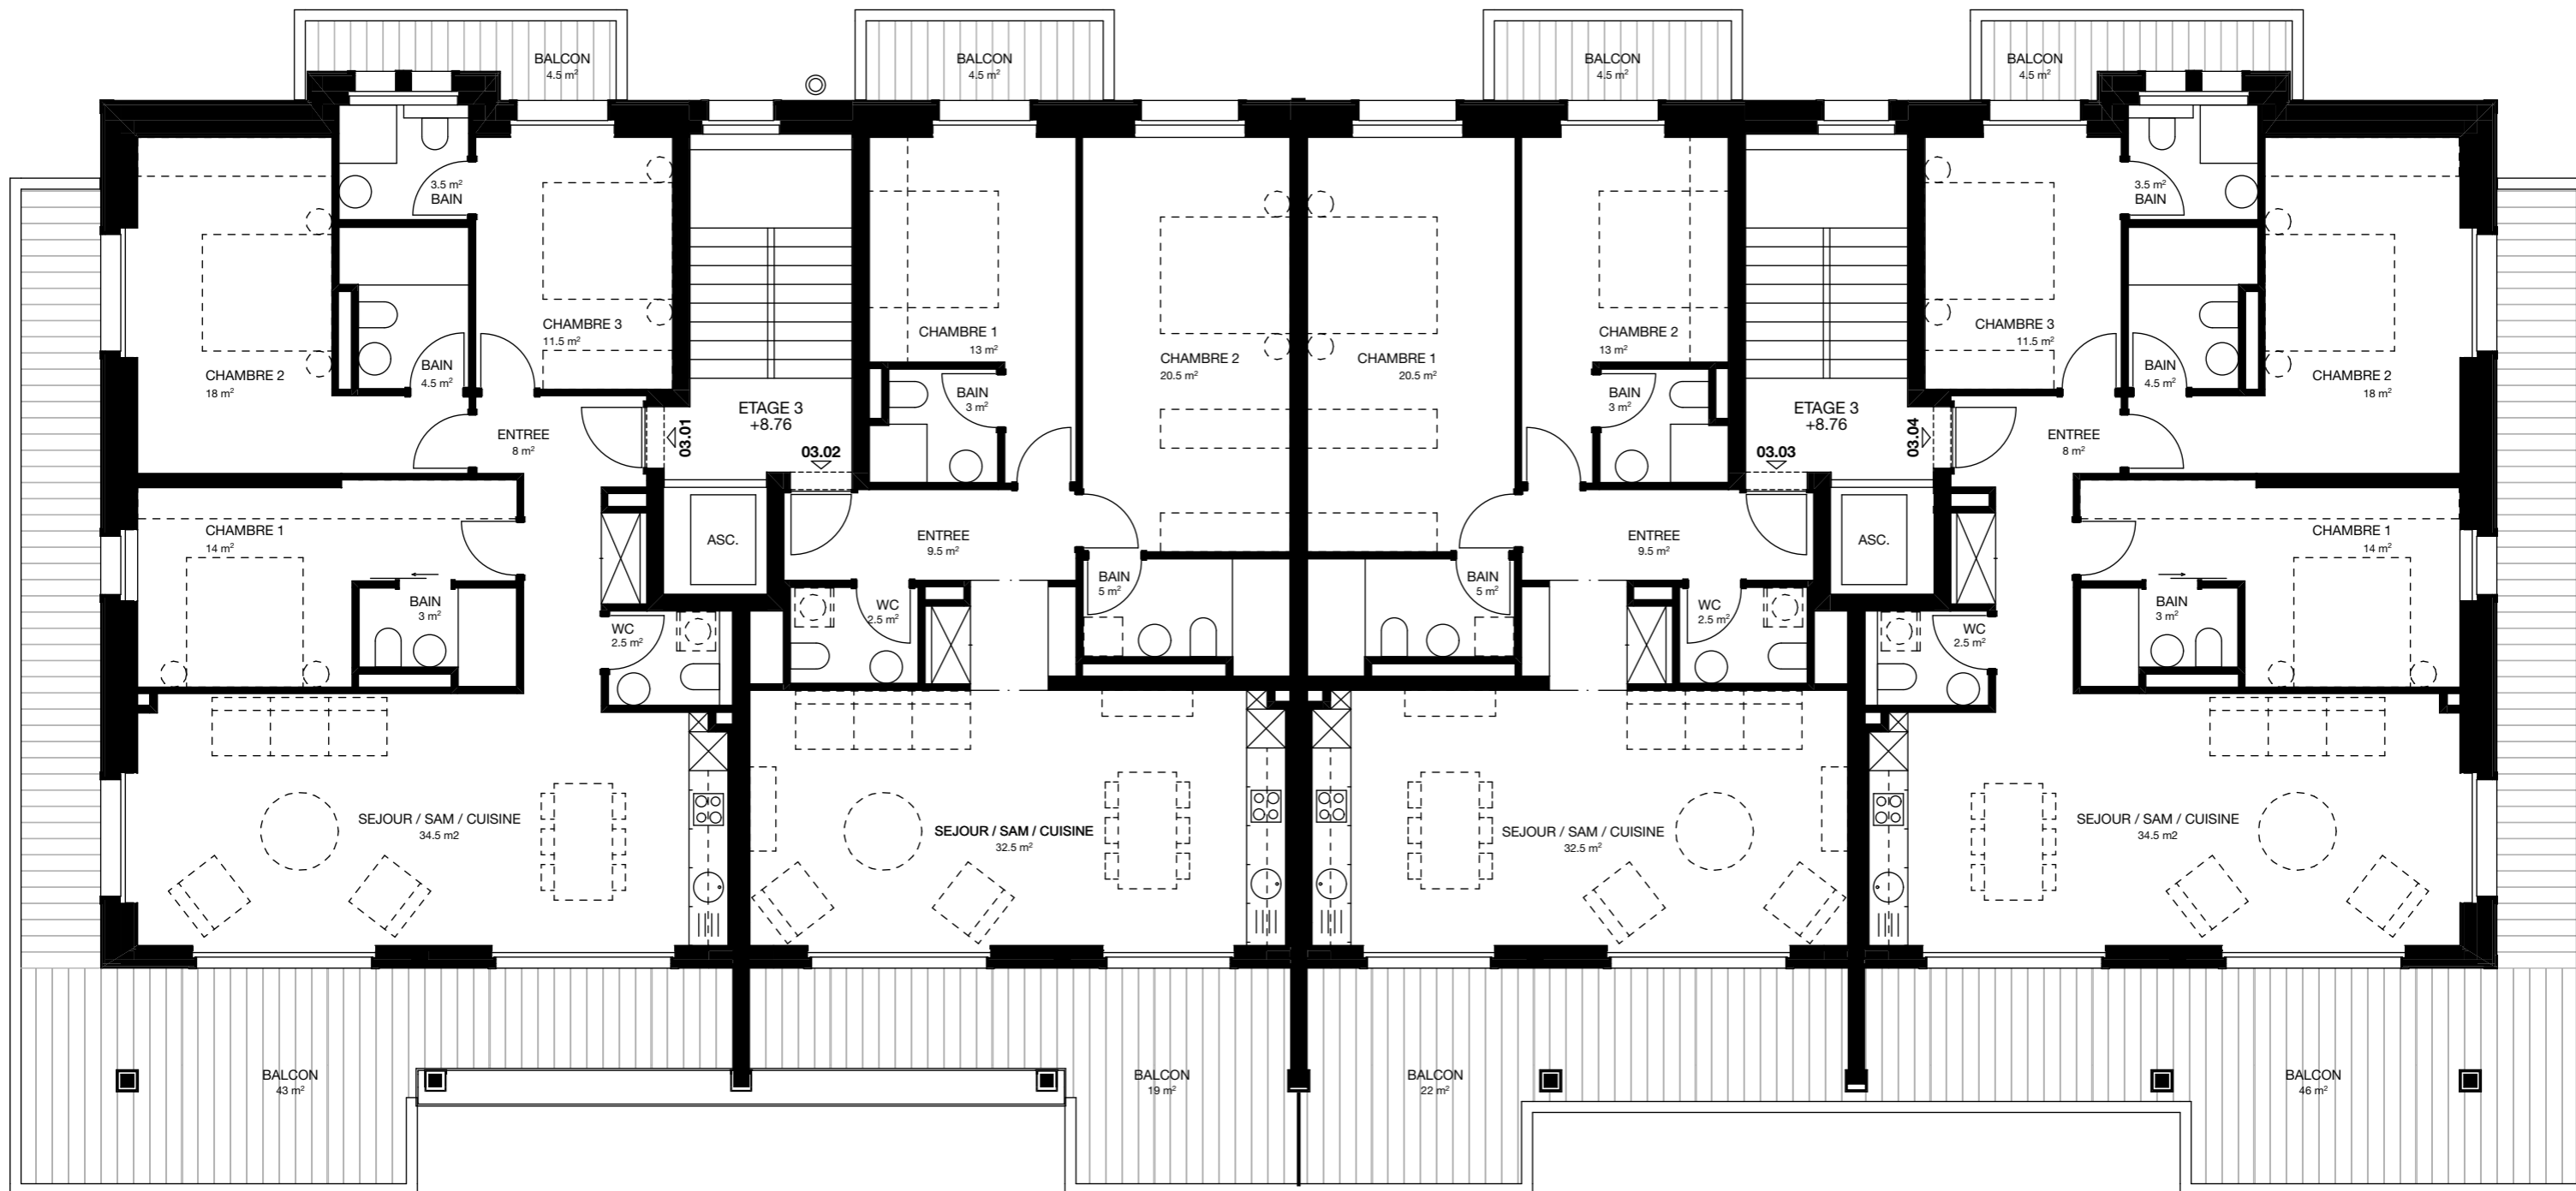 BALCON
4.5 m²
BALCON
4.5 m²
BALCON
4.5 m²
BALCON
4.5 m²
3.5 m²
BAIN
CHAMBRE 3
11.5 m²
CHAMBRE 2
18 m²
BAIN
4.5 m²
ENTREE
8 m²
03.01
ETAGE 3
+8.76
03.02
CHAMBRE 1
14 m²
BAIN
3 m²
ASC.
WC
2.5 m²
SEJOUR / SAM / CUISINE
34.5 m2
BALCON
43 m²
CHAMBRE 1
13 m²
BAIN
3 m²
CHAMBRE 2
20.5 m²
ENTREE
9.5 m²
WC
2.5 m²
BAIN
5 m²
SEJOUR / SAM / CUISINE
32.5 m²
BALCON
19 m²
CHAMBRE 1
20.5 m²
CHAMBRE 2
13 m²
BAIN
3 m²
ETAGE 3
+8.76
03.03
03.04
ENTREE
9.5 m²
BAIN
5 m²
WC
2.5 m²
ASC.
SEJOUR / SAM / CUISINE
32.5 m²
BALCON
22 m²
3.5 m²
BAIN
CHAMBRE 3
11.5 m²
BAIN
4.5 m²
CHAMBRE 2
18 m²
ENTREE
8 m²
CHAMBRE 1
14 m²
BAIN
3 m²
WC
2.5 m²
SEJOUR / SAM / CUISINE
34.5 m2
BALCON
46 m²